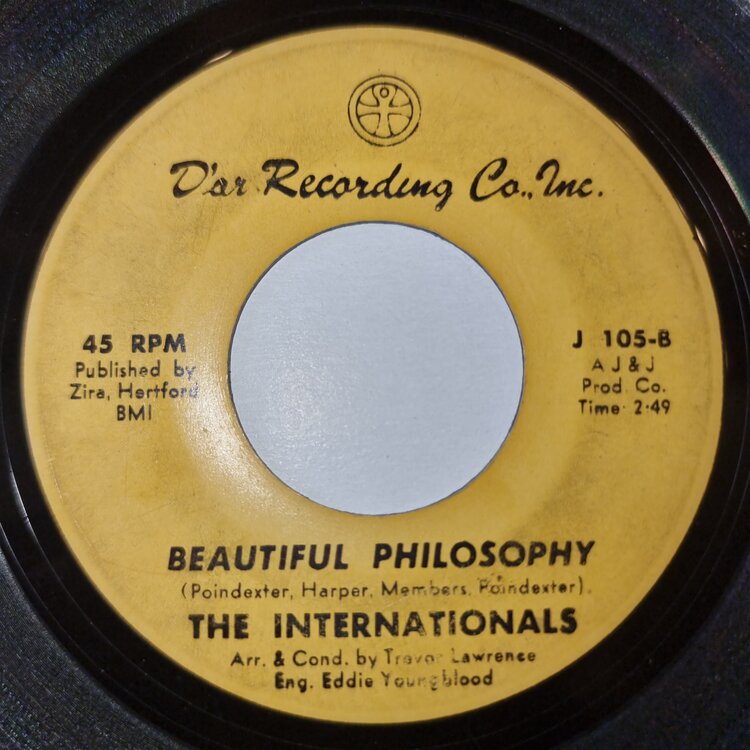 D'ar Recording Co., Inc.
45 RPM
Published by
Zira, Hertford
BMI
J 105-B
A J & J
Prod. Co.
Time 2:49
BEAUTIFUL PHILOSOPHY
(Poindexter, Harper, Members, Poindexter)
THE INTERNATIONALS
Arr. & Cond. by Trevor Lawrence
Eng. Eddie Youngblood